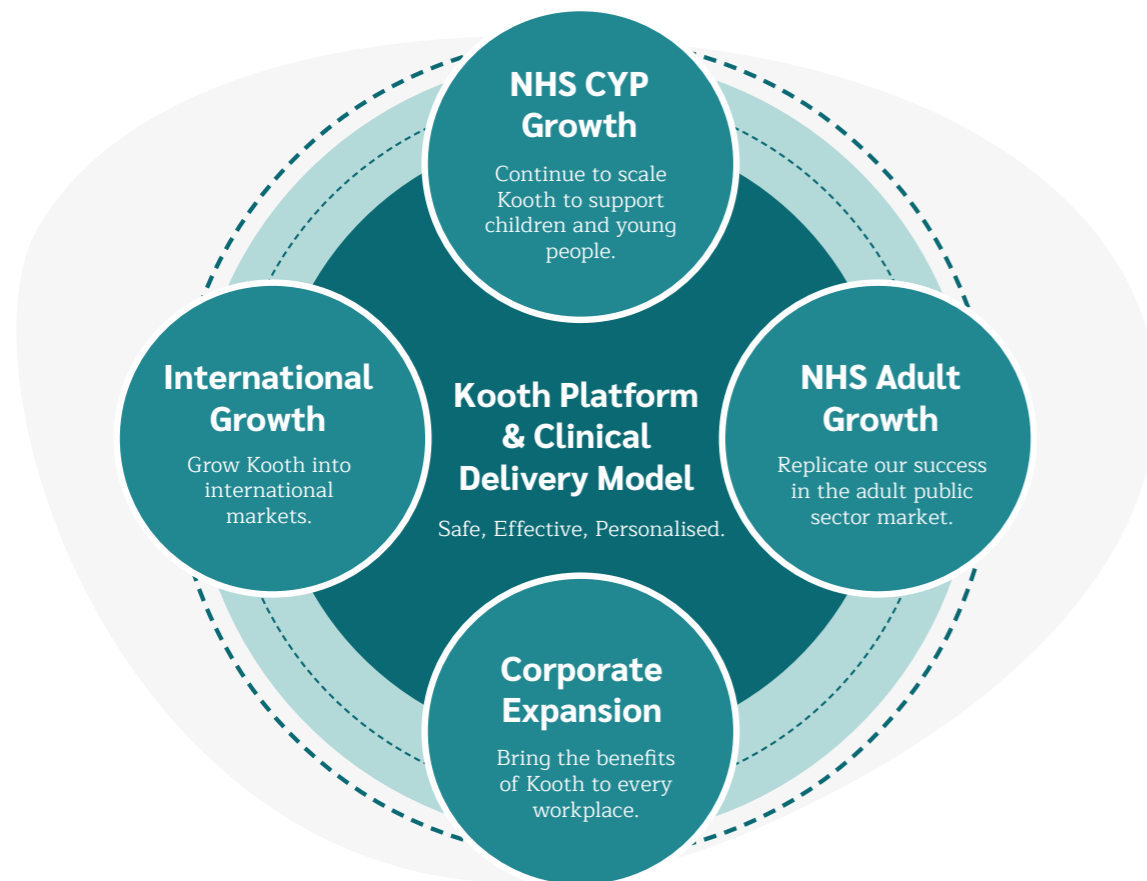 NHS CYP
Growth
Continue to scale
Kooth to support
children and young
people.
International
Growth
Grow Kooth into
international
markets.
Kooth Platform
& Clinical
Delivery Model
Safe, Effective, Personalised.
NHS Adult
Growth
Replicate our success
in the adult public
sector market.
Corporate
Expansion
Bring the benefits
of Kooth to every
workplace.